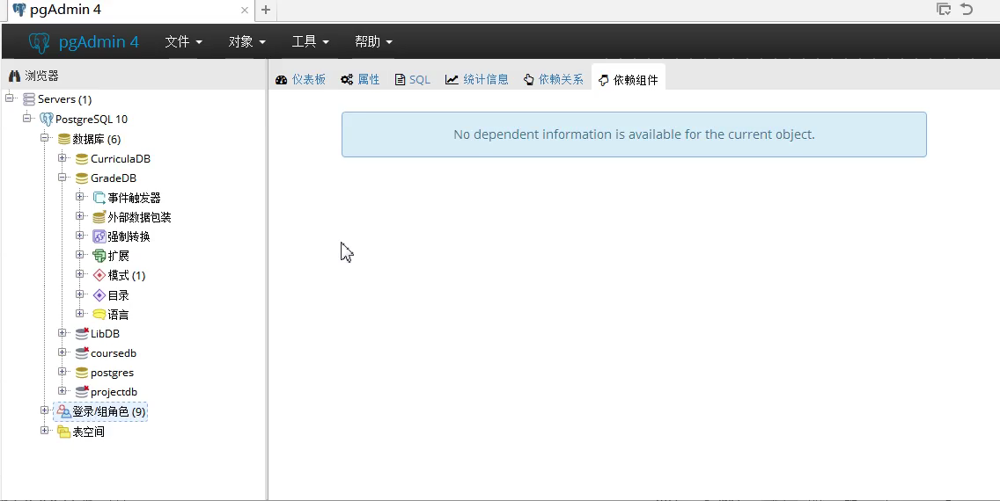 pgAdmin 4
pgAdmin 4 文件 对象 工具 帮助
浏览器
仪表板 属性 SQL 统计信息 依赖关系 依赖组件
Servers (1)
PostgreSQL 10
数据库 (6)
CurriculaDB
GradeDB
事件触发器
外部数据包装
强制转换
扩展
模式 (1)
目录
语言
LibDB
coursedb
postgres
projectdb
登录/组角色 (9)
表空间
No dependent information is available for the current object.